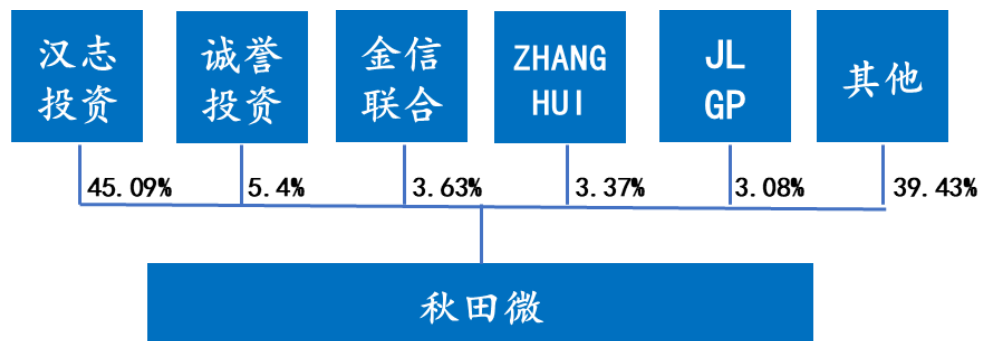 汉志
投资
诚誉
投资
金信
联合
ZHANG
HUI
JL
GP
其他
45.09%
5.4%
3.63%
3.37%
3.08%
39.43%
秋田微